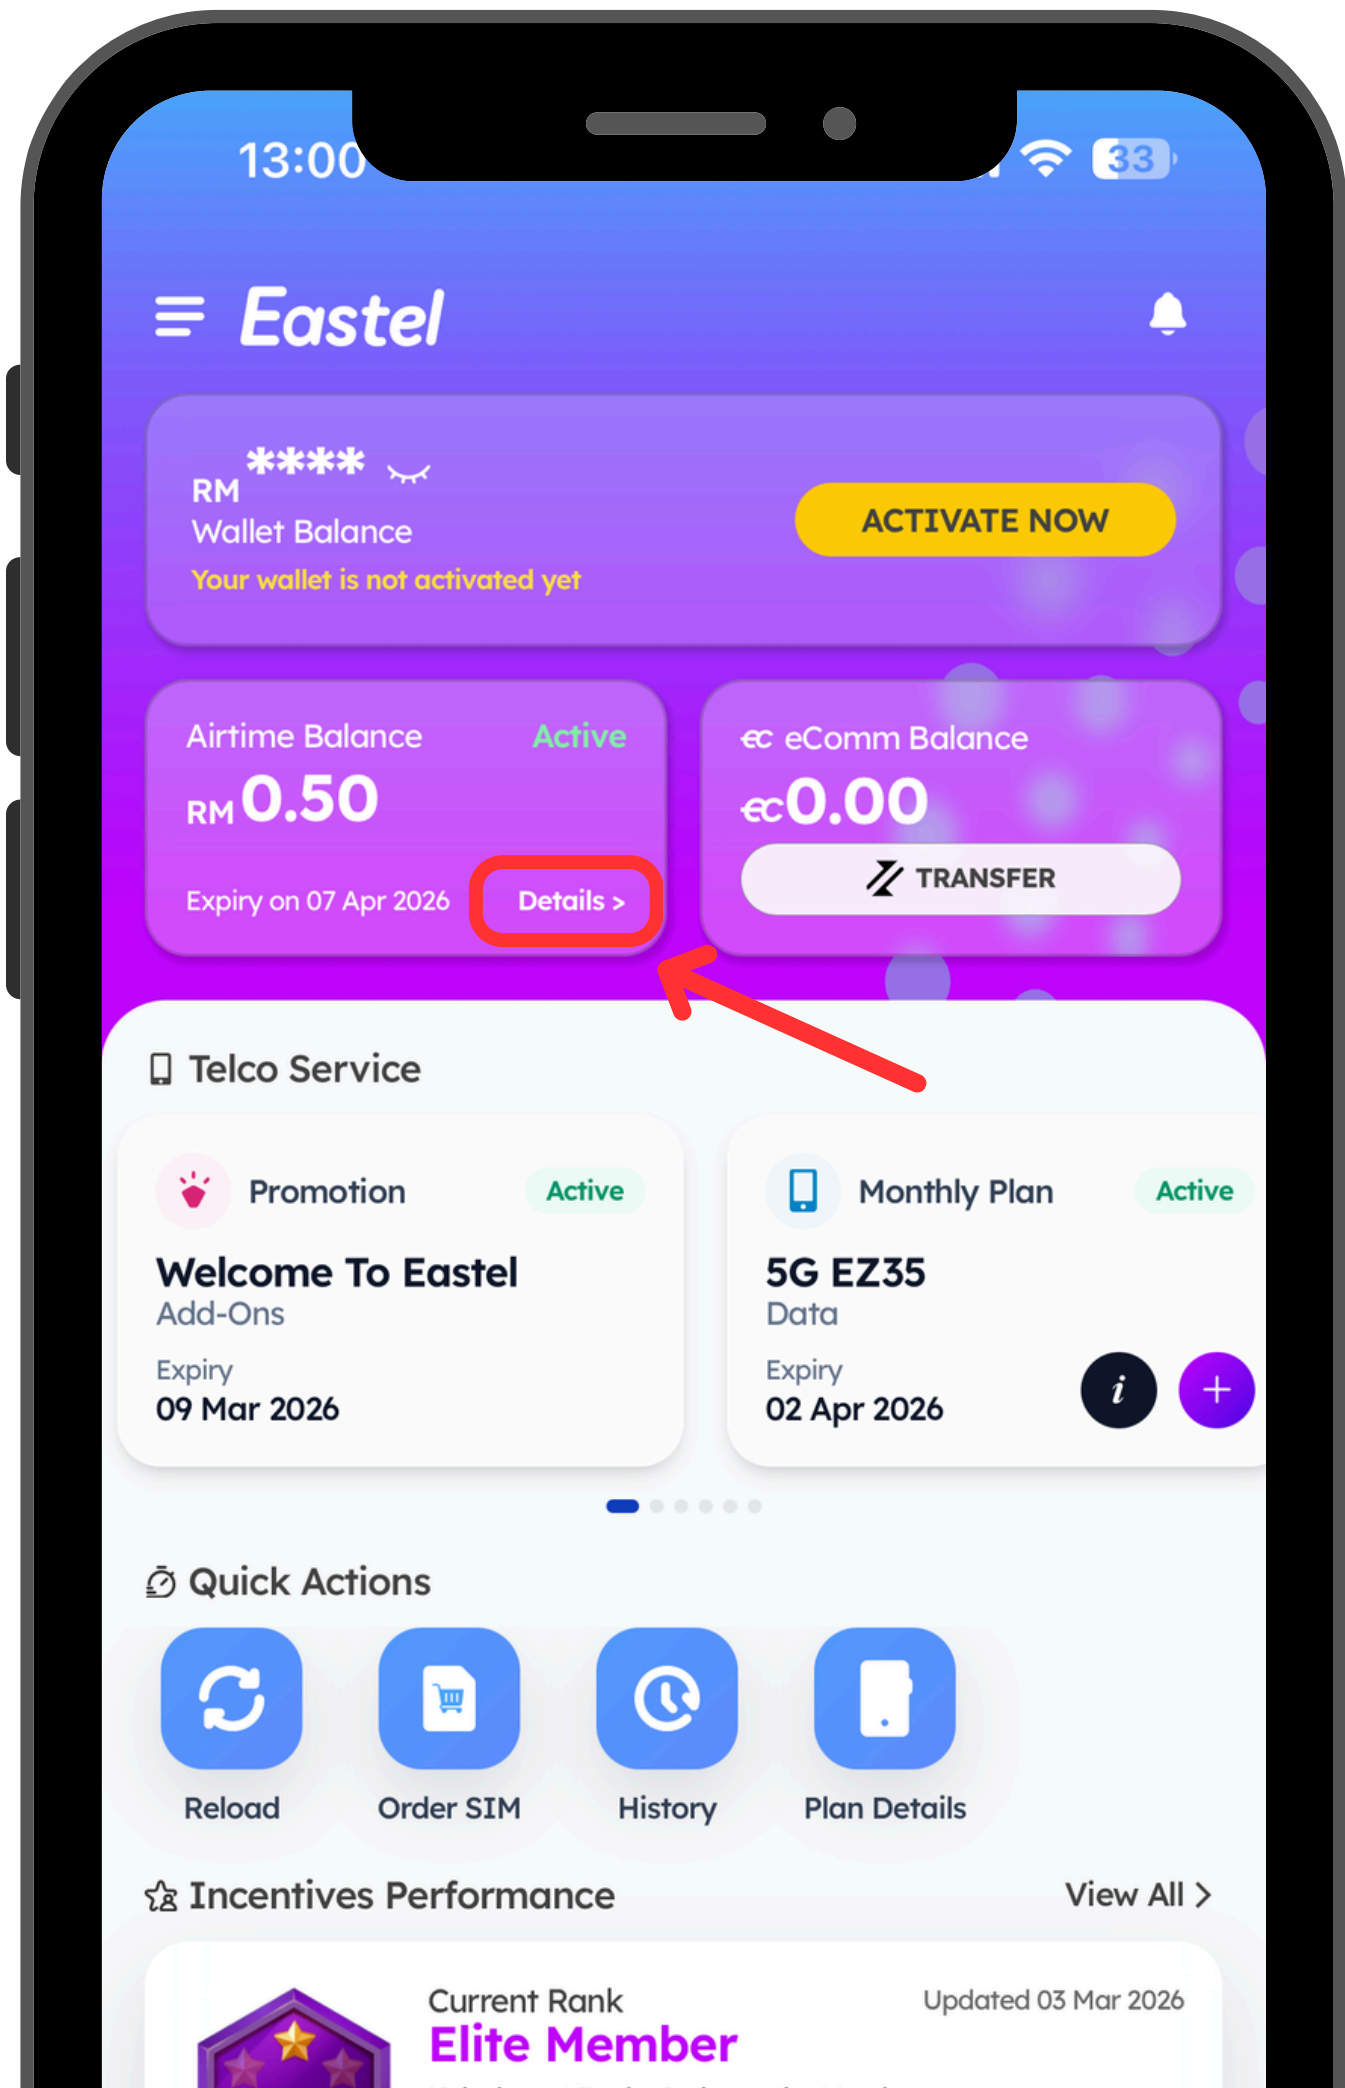 13:00
33
Eastel
RM ****
Wallet Balance
Your wallet is not activated yet
ACTIVATE NOW
Airtime Balance
Active
RM 0.50
Expiry on 07 Apr 2026
Details >
eComm Balance
0.00
TRANSFER
Telco Service
Promotion
Active
Welcome To Eastel
Add-Ons
Expiry
09 Mar 2026
Monthly Plan
Active
5G EZ35
Data
Expiry
02 Apr 2026
i
+
Quick Actions
Reload
Order SIM
History
Plan Details
Incentives Performance
View All >
Current Rank
Updated 03 Mar 2026
Elite Member